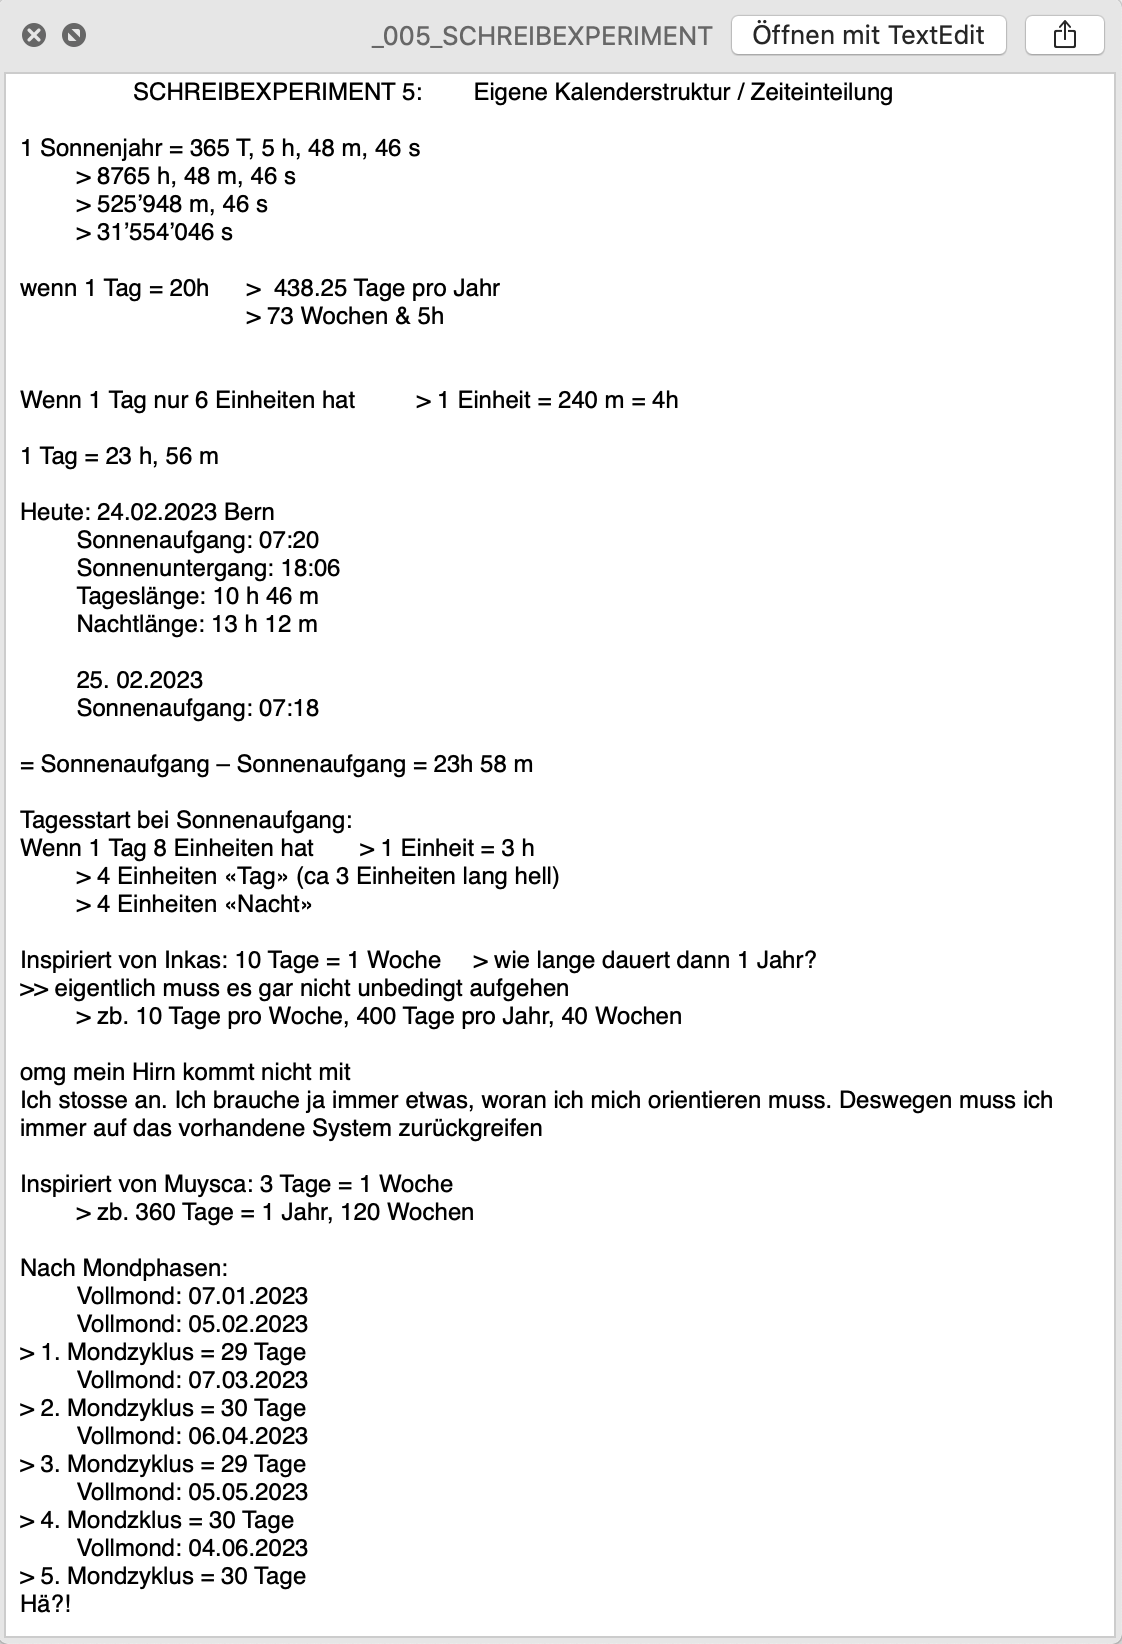 _005_SCHREIBEXPERIMENT Öffnen mit TextEdit
SCHREIBEXPERIMENT 5: Eigene Kalenderstruktur / Zeiteinteilung
1 Sonnenjahr = 365 T, 5 h, 48 m, 46 s
> 8765 h, 48 m, 46 s
> 525’948 m, 46 s
> 31’554’046 s
wenn 1 Tag = 20h > 438.25 Tage pro Jahr
> 73 Wochen & 5h
Wenn 1 Tag nur 6 Einheiten hat > 1 Einheit = 240 m = 4h
1 Tag = 23 h, 56 m
Heute: 24.02.2023 Bern
Sonnenaufgang: 07:20
Sonnenuntergang: 18:06
Tageslänge: 10 h 46 m
Nachtlänge: 13 h 12 m
25. 02.2023
Sonnenaufgang: 07:18
= Sonnenaufgang – Sonnenaufgang = 23h 58 m
Tagesstart bei Sonnenaufgang:
Wenn 1 Tag 8 Einheiten hat > 1 Einheit = 3 h
> 4 Einheiten «Tag» (ca 3 Einheiten lang hell)
> 4 Einheiten «Nacht»
Inspiriert von Inkas: 10 Tage = 1 Woche > wie lange dauert dann 1 Jahr?
>> eigentlich muss es gar nicht unbedingt aufgehen
> zb. 10 Tage pro Woche, 400 Tage pro Jahr, 40 Wochen
omg mein Hirn kommt nicht mit
Ich stosse an. Ich brauche ja immer etwas, woran ich mich orientieren muss. Deswegen muss ich
immer auf das vorhandene System zurückgreifen
Inspiriert von Muysca: 3 Tage = 1 Woche
> zb. 360 Tage = 1 Jahr, 120 Wochen
Nach Mondphasen:
Vollmond: 07.01.2023
Vollmond: 05.02.2023
> 1. Mondzyklus = 29 Tage
Vollmond: 07.03.2023
> 2. Mondzyklus = 30 Tage
Vollmond: 06.04.2023
> 3. Mondzyklus = 29 Tage
Vollmond: 05.05.2023
> 4. Mondzklus = 30 Tage
Vollmond: 04.06.2023
> 5. Mondzyklus = 30 Tage
Hä?!